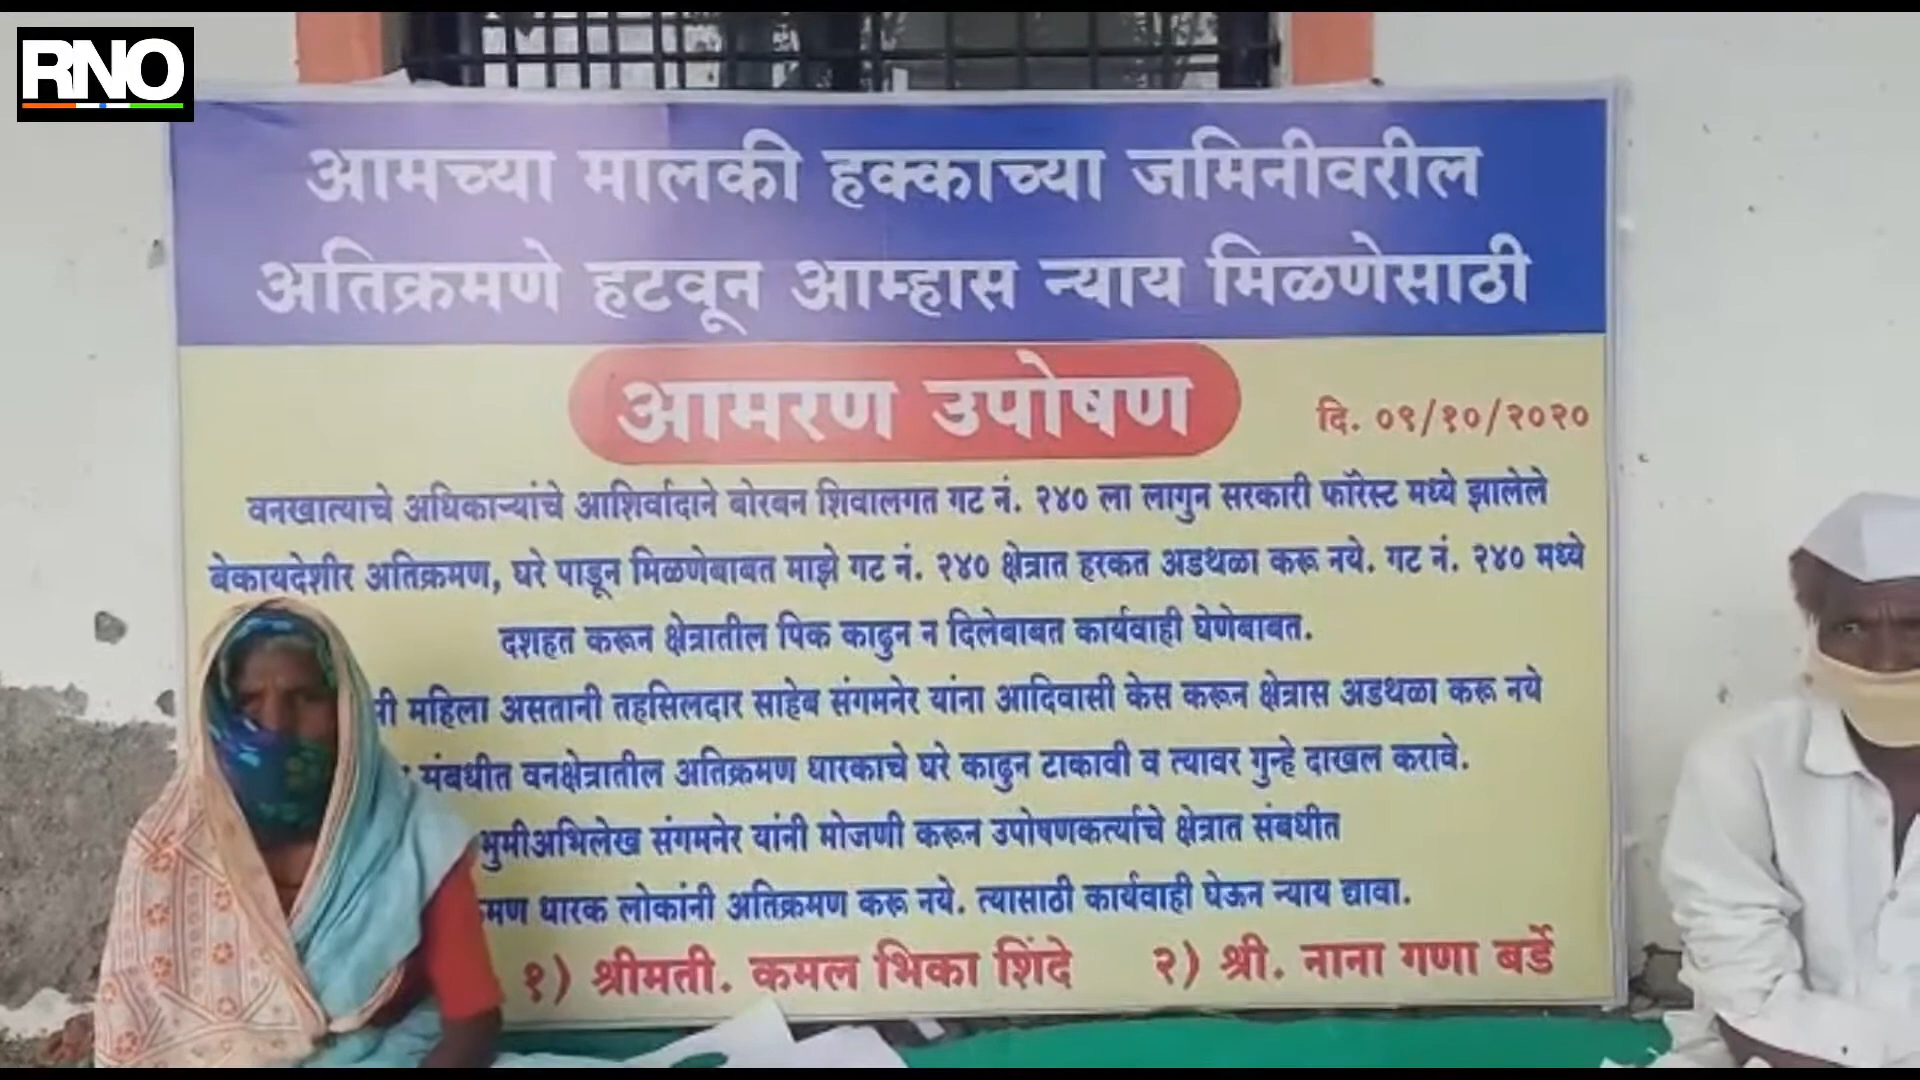 RNO
आमच्या मालकी हक्काच्या जमिनीवरील
अतिक्रमणे हटवून आम्हास न्याय मिळणेसाठी
आमरण उपोषण
दि. ०९/१०/२०२०
वनखात्याचे अधिकाऱ्यांचे आशिर्वादाने बोरबन शिवालगत गट नं. २४० ला लागुन सरकारी फॉरेस्ट मध्ये झालेले
बेकायदेशीर अतिक्रमण, घरे पाडून मिळणेबाबत माझे गट नं. २४० क्षेत्रात हरकत अडथळा करू नये. गट नं. २४० मध्ये
दशहत करून क्षेत्रातील पिक काढुन न दिलेबाबत कार्यवाही घेणेबाबत.
महिला असतानी तहसिलदार साहेब संगमनेर यांना आदिवासी केस करून क्षेत्रास अडथळा करू नये
संबधीत वनक्षेत्रातील अतिक्रमण धारकाचे घरे काढुन टाकावी व त्यावर गुन्हे दाखल करावे.
भुमीअभिलेख संगमनेर यांनी मोजणी करून उपोषणकर्त्याचे क्षेत्रात संबधीत
धारक लोकांनी अतिक्रमण करू नये. त्यासाठी कार्यवाही घेऊन न्याय द्यावा.
१) श्रीमती. कमल भिका शिंदे २) श्री. नाना गणा बर्डे